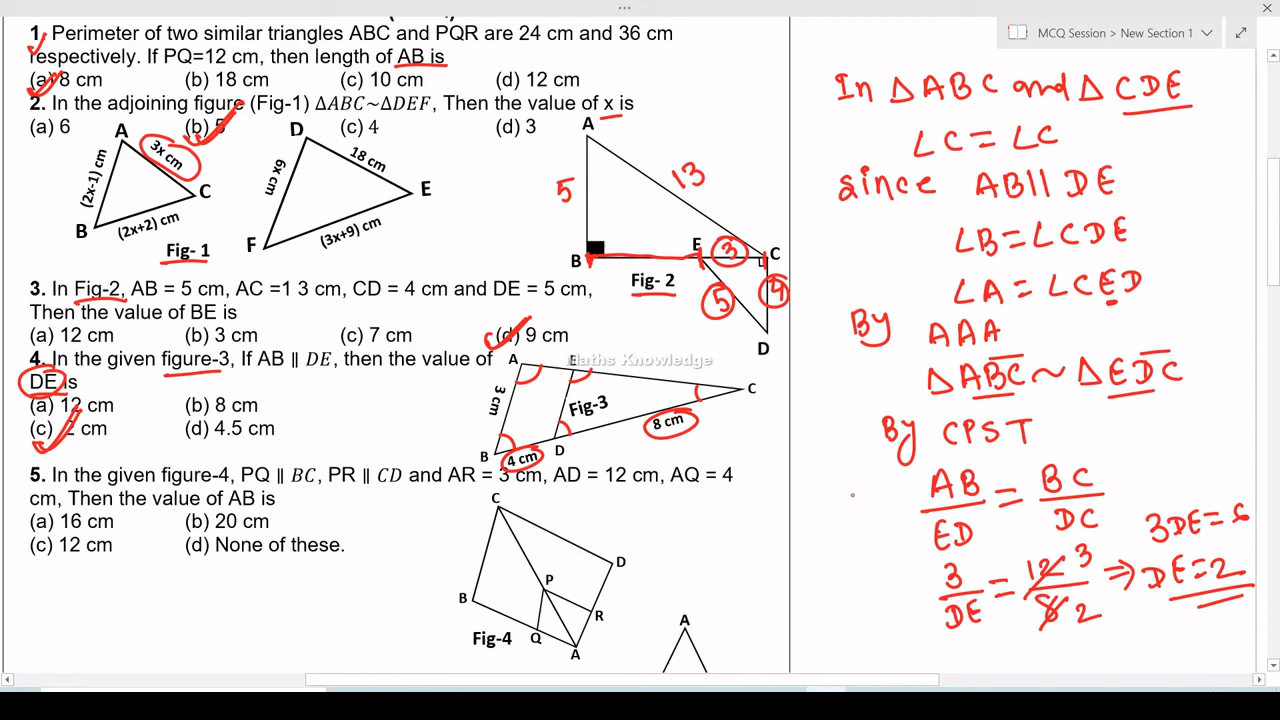 MCQ Session > New Section 1
1. Perimeter of two similar triangles ABC and PQR are 24 cm and 36 cm
respectively. If PQ=12 cm, then length of AB is
(a) 8 cm (b) 18 cm (c) 10 cm (d) 12 cm
2. In the adjoining figure (Fig-1) ΔABC~ΔDEF, Then the value of x is
(a) 6 (b) 5 (c) 4 (d) 3
A
3x cm
(2x-1) cm
C
B
(2x+2) cm
Fig- 1
D
18 cm
6x cm
E
F
(3x+9) cm
A
5
13
B
E
3
C
Fig- 2
5
4
D
3. In Fig-2, AB = 5 cm, AC =1 3 cm, CD = 4 cm and DE = 5 cm,
Then the value of BE is
(a) 12 cm (b) 3 cm (c) 7 cm (d) 9 cm
4. In the given figure-3, If AB ∥ DE, then the value of
DE is
(a) 12 cm (b) 8 cm
(c) 2 cm (d) 4.5 cm
Maths Knowledge
A
E
C
3 cm
Fig-3
8 cm
B
4 cm
D
5. In the given figure-4, PQ ∥ BC, PR ∥ CD and AR = 3 cm, AD = 12 cm, AQ = 4
cm, Then the value of AB is
(a) 16 cm (b) 20 cm
(c) 12 cm (d) None of these.
C
D
P
B
R
Q
Fig-4
A
A
In ΔABC and Δ CDE
∠C = ∠C
since AB || DE
∠B = ∠CDE
∠A = ∠CED
By AAA
ΔABC ~ ΔEDC
By CPST
AB/ED = BC/DC
3DE = 6
3/DE = 12 3/8 2 ⇒ DE = 2